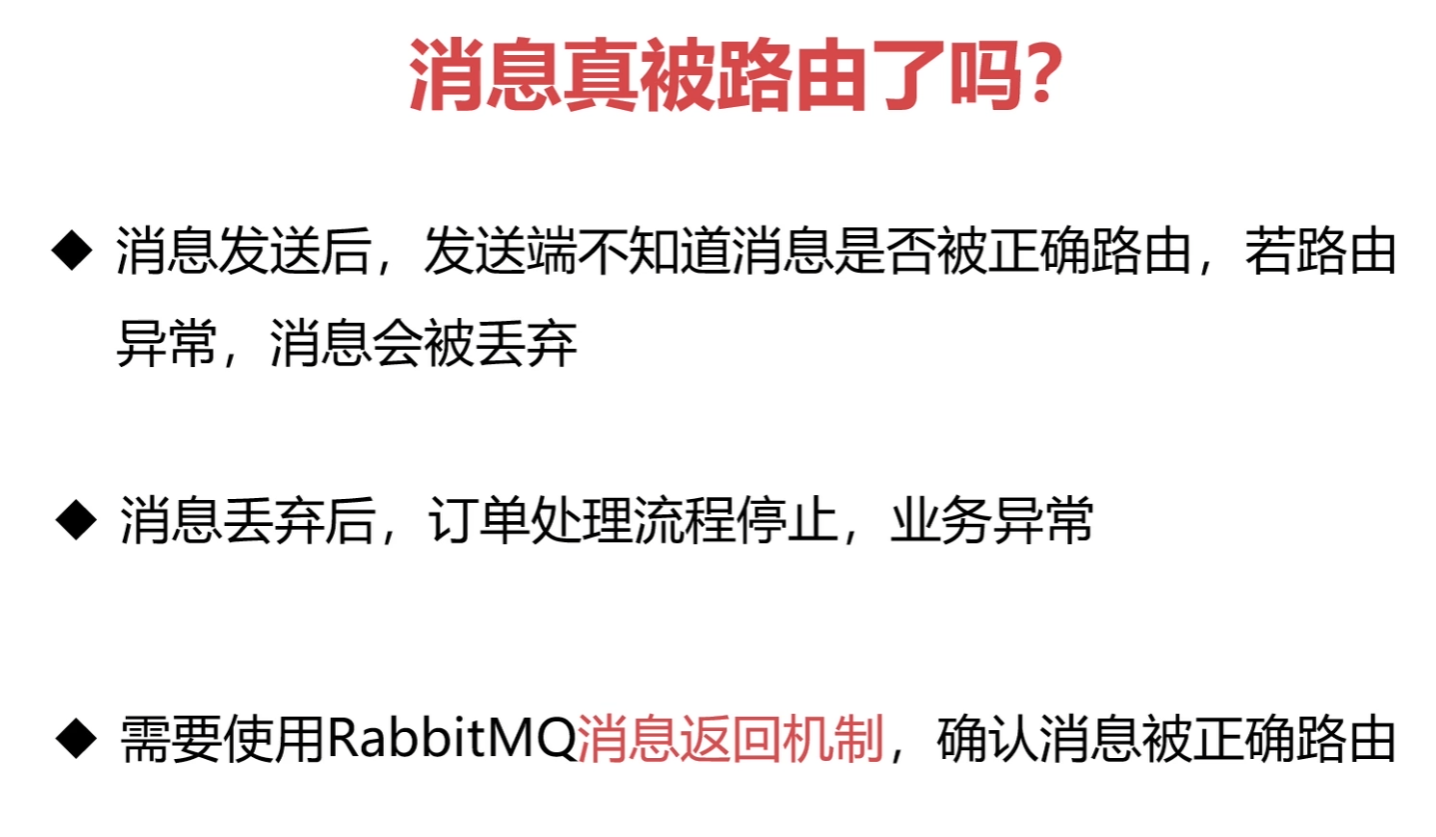 消息真被路由了吗？
◆ 消息发送后，发送端不知道消息是否被正确路由，若路由
异常，消息会被丢弃
◆ 消息丢弃后，订单处理流程停止，业务异常
◆ 需要使用RabbitMQ消息返回机制，确认消息被正确路由